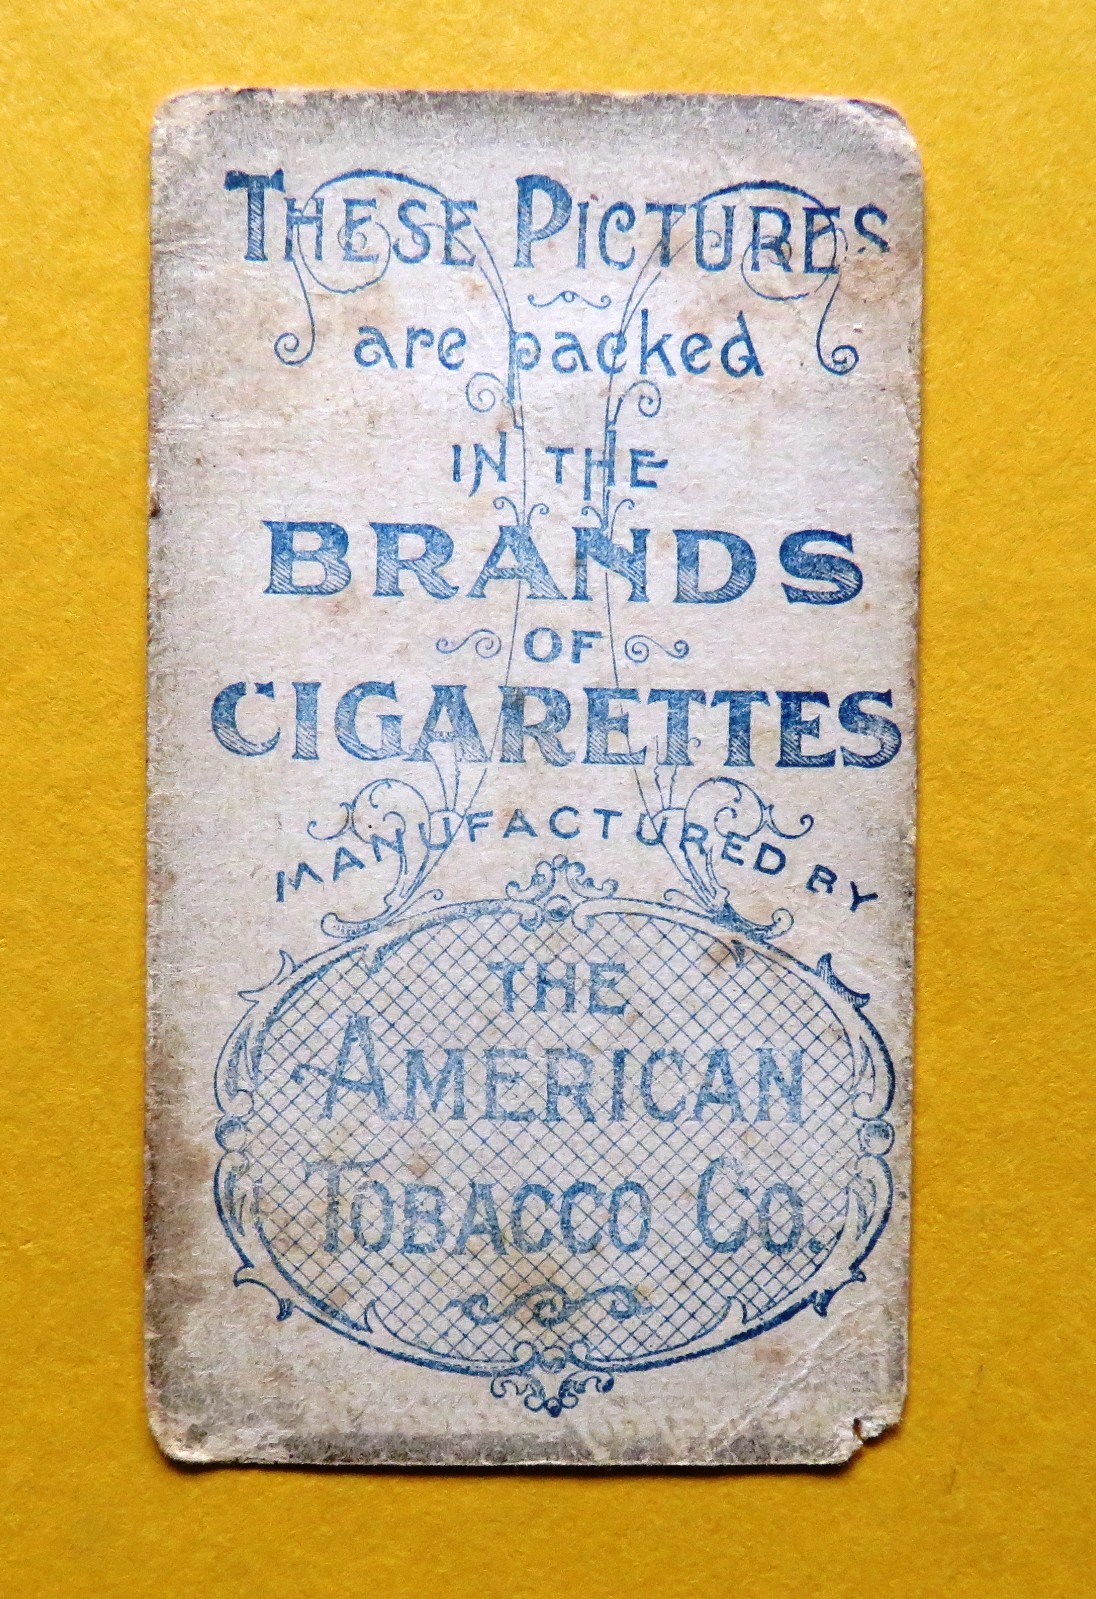 THESE PICTURES
are packed
IN THE
BRANDS
OF
CIGARETTES
MANUFACTURED BY
THE
AMERICAN
TOBACCO CO.